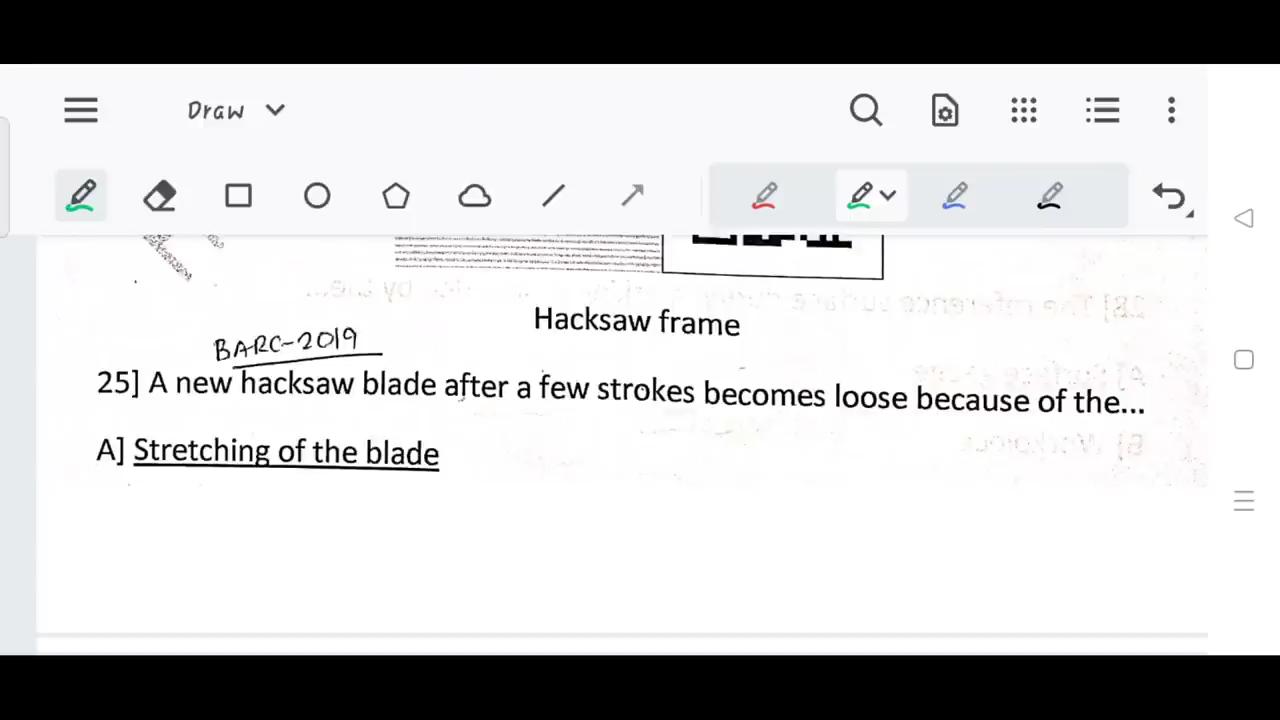 Draw
Hacksaw frame
BARC-2019
25] A new hacksaw blade after a few strokes becomes loose because of the...
A] Stretching of the blade